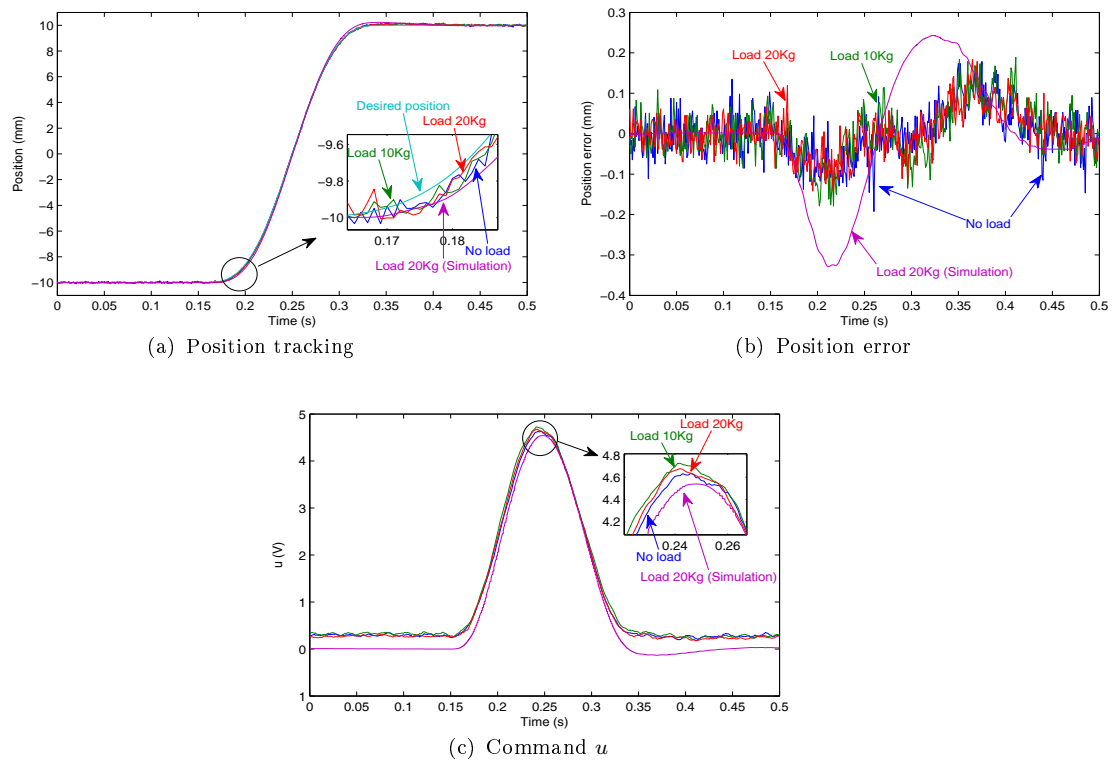 10
8
6
4
2
0
−2
−4
−6
−8
−10
Position (mm)
0 0.05 0.1 0.15 0.2 0.25 0.3 0.35 0.4 0.45 0.5
Time (s)
Desired position
Load 20Kg
Load 10Kg
−9.6
−9.8
−10
0.17 0.18
No load
Load 20Kg (Simulation)
(a) Position tracking
0.3
0.2
0.1
0
−0.1
−0.2
−0.3
−0.4
Position error (mm)
0 0.05 0.1 0.15 0.2 0.25 0.3 0.35 0.4 0.45 0.5
Time (s)
Load 20Kg
Load 10Kg
No load
Load 20Kg (Simulation)
(b) Position error
5
4
3
2
1
0
1
u (V)
0 0.05 0.1 0.15 0.2 0.25 0.3 0.35 0.4 0.45 0.5
Time (s)
Load 20Kg
Load 10Kg
4.8
4.6
4.4
4.2
0.24 0.26
No load
Load 20Kg (Simulation)
(c) Command u